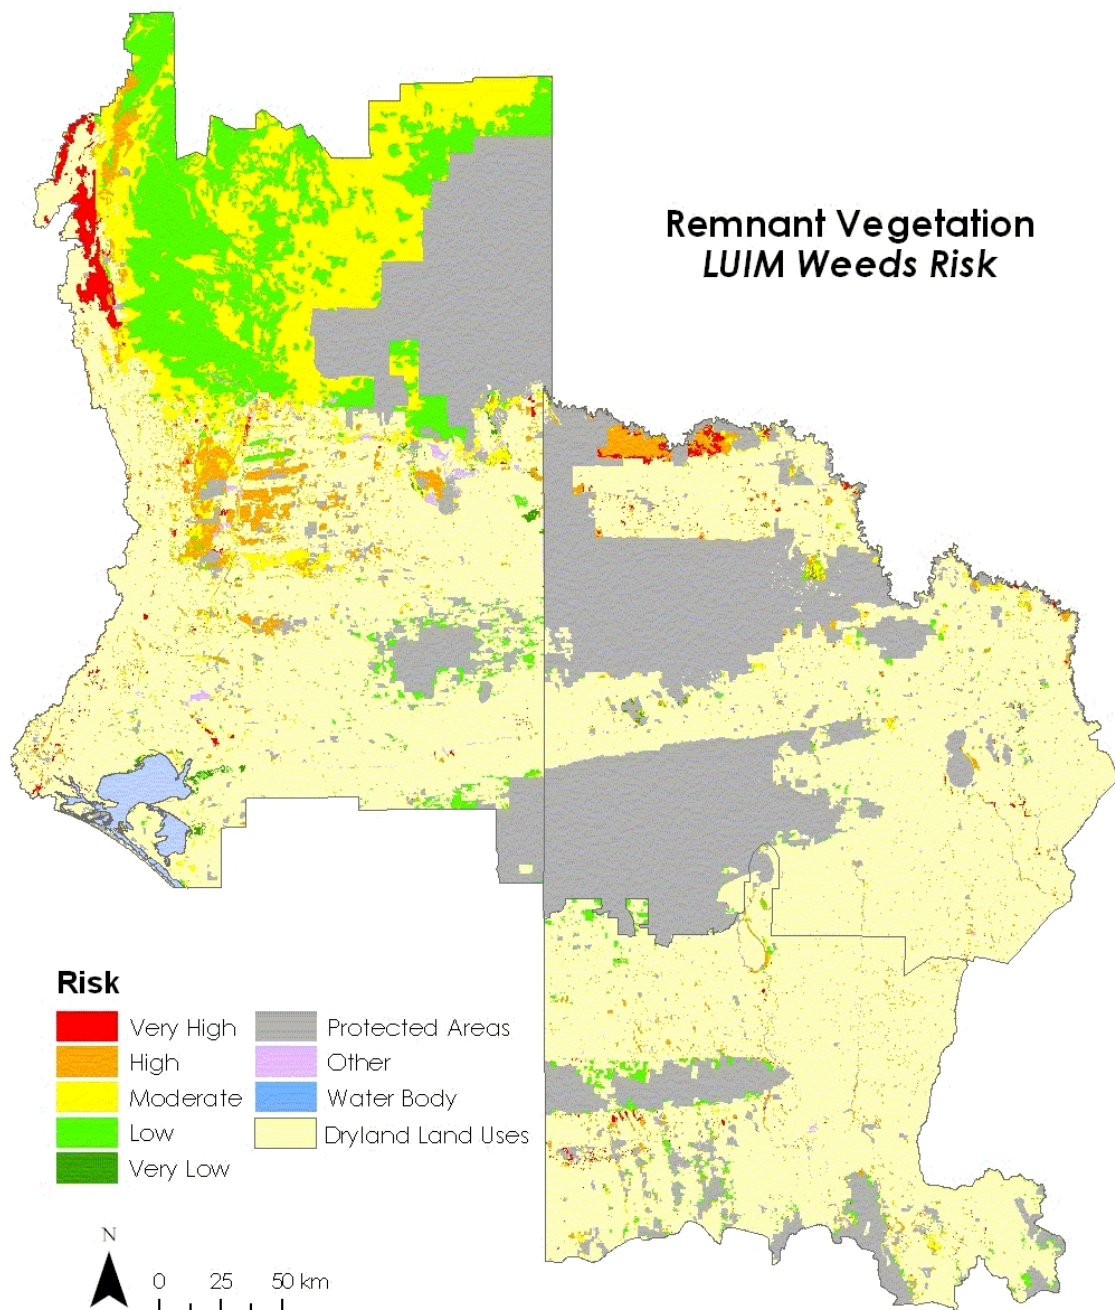 Remnant Vegetation
LUIM Weeds Risk
Risk
Very High
High
Moderate
Low
Very Low
Protected Areas
Other
Water Body
Dryland Land Uses
N
0 25 50 km